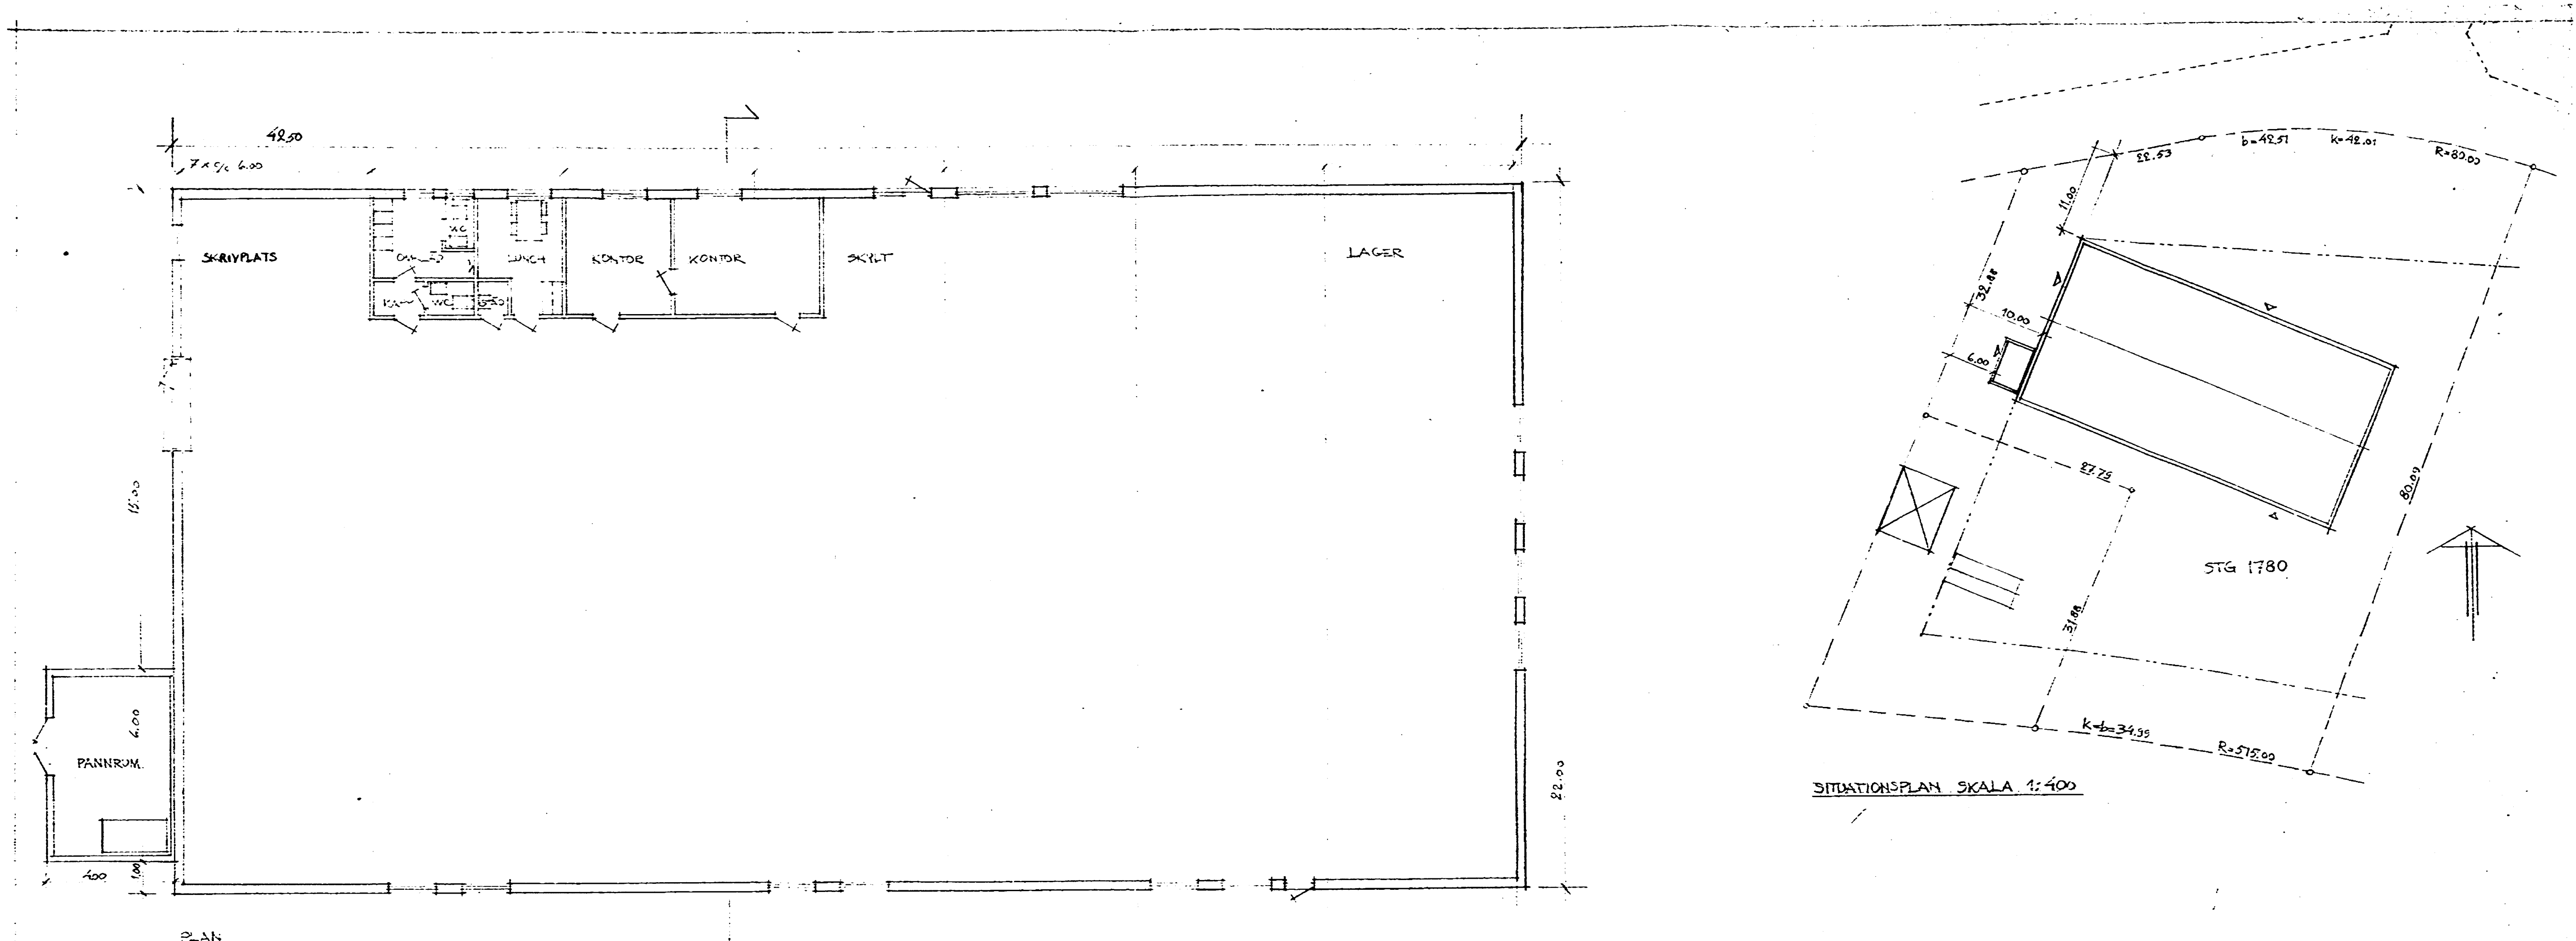 42.50
7 x c/c 6.00
SKRIVPLATS
WC
LUNCH
KONTOR
KONTOR
SKYLT
LAGER
WC
15.00
6.00
PANNRUM.
400
1.00
22.00
PLAN
22.53
b=42.51
k=42.01
R=80.00
11.00
32.88
10.00
6.00
27.75
80.09
STG 1780
31.88
K=b=34.99
R=575.00
SITUATIONSPLAN SKALA 1:400